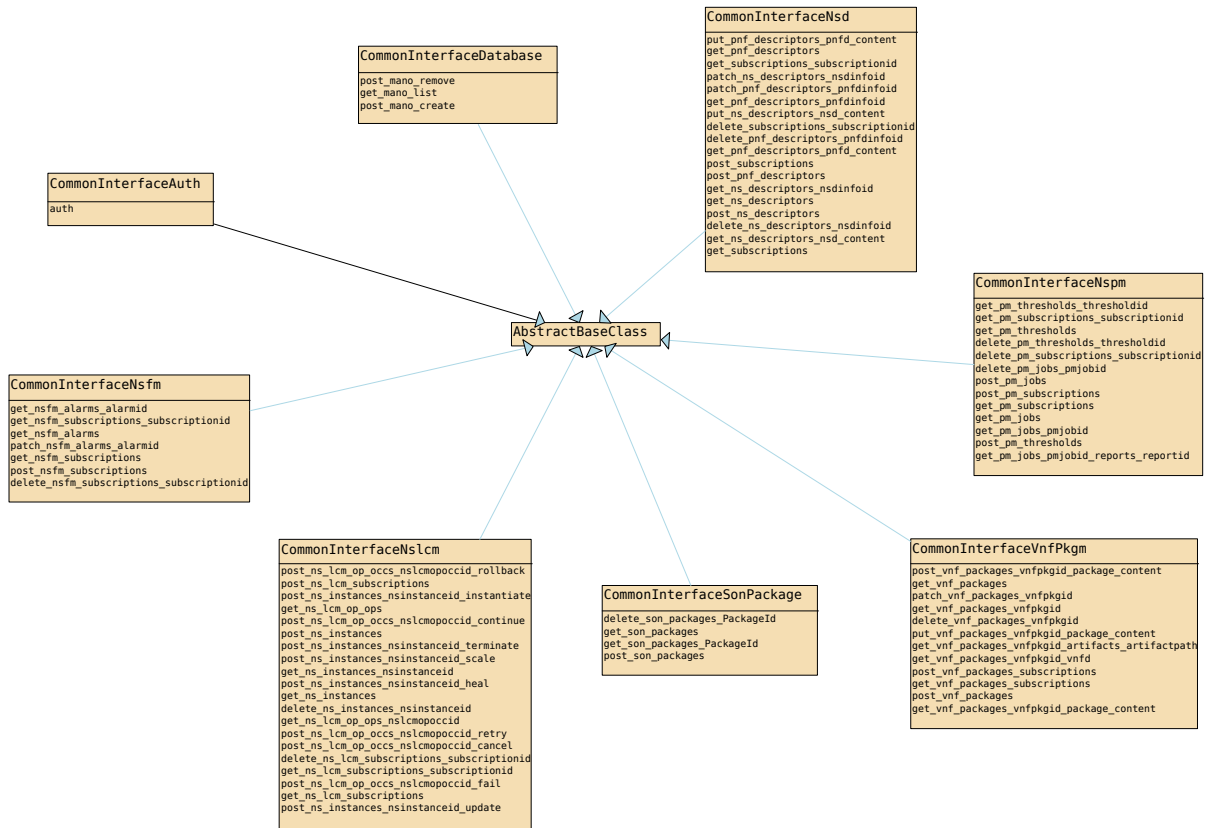 CommonInterfaceNsd
put_pnf_descriptors_pnfd_content
get_pnf_descriptors
get_subscriptions_subscriptionid
patch_ns_descriptors_nsdinfoid
patch_pnf_descriptors_pnfdinfoid
get_pnf_descriptors_pnfdinfoid
put_ns_descriptors_nsd_content
delete_subscriptions_subscriptionid
delete_pnf_descriptors_pnfdinfoid
get_pnf_descriptors_pnfd_content
post_subscriptions
post_pnf_descriptors
get_ns_descriptors_nsdinfoid
get_ns_descriptors
post_ns_descriptors
delete_ns_descriptors_nsdinfoid
get_ns_descriptors_nsd_content
get_subscriptions
CommonInterfaceDatabase
post_mano_remove
get_mano_list
post_mano_create
CommonInterfaceAuth
auth
CommonInterfaceNspm
get_pm_thresholds_thresholdid
get_pm_subscriptions_subscriptionid
get_pm_thresholds
delete_pm_thresholds_thresholdid
delete_pm_subscriptions_subscriptionid
delete_pm_jobs_pmjobid
post_pm_jobs
post_pm_subscriptions
get_pm_subscriptions
get_pm_jobs
get_pm_jobs_pmjobid
post_pm_thresholds
get_pm_jobs_pmjobid_reports_reportid
AbstractBaseClass
CommonInterfaceNsfm
get_nsfm_alarms_alarmid
get_nsfm_subscriptions_subscriptionid
get_nsfm_alarms
patch_nsfm_alarms_alarmid
get_nsfm_subscriptions
post_nsfm_subscriptions
delete_nsfm_subscriptions_subscriptionid
CommonInterfaceNslcm
post_ns_lcm_op_occs_nslcmopoccid_rollback
post_ns_lcm_subscriptions
post_ns_instances_nsinstanceid_instantiate
get_ns_lcm_op_ops
post_ns_lcm_op_occs_nslcmopoccid_continue
post_ns_instances
post_ns_instances_nsinstanceid_terminate
post_ns_instances_nsinstanceid_scale
get_ns_instances_nsinstanceid
post_ns_instances_nsinstanceid_heal
get_ns_instances
delete_ns_instances_nsinstanceid
get_ns_lcm_op_ops_nslcmopoccid
post_ns_lcm_op_occs_nslcmopoccid_retry
post_ns_lcm_op_occs_nslcmopoccid_cancel
delete_ns_lcm_subscriptions_subscriptionid
get_ns_lcm_subscriptions_subscriptionid
post_ns_lcm_op_occs_nslcmopoccid_fail
get_ns_lcm_subscriptions
post_ns_instances_nsinstanceid_update
CommonInterfaceSonPackage
delete_son_packages_PackageId
get_son_packages
get_son_packages_PackageId
post_son_packages
CommonInterfaceVnfPkgm
post_vnf_packages_vnfpkgid_package_content
get_vnf_packages
patch_vnf_packages_vnfpkgid
get_vnf_packages_vnfpkgid
delete_vnf_packages_vnfpkgid
put_vnf_packages_vnfpkgid_package_content
get_vnf_packages_vnfpkgid_artifacts_artifactpath
get_vnf_packages_vnfpkgid_vnfd
post_vnf_packages_subscriptions
get_vnf_packages_subscriptions
post_vnf_packages
get_vnf_packages_vnfpkgid_package_content